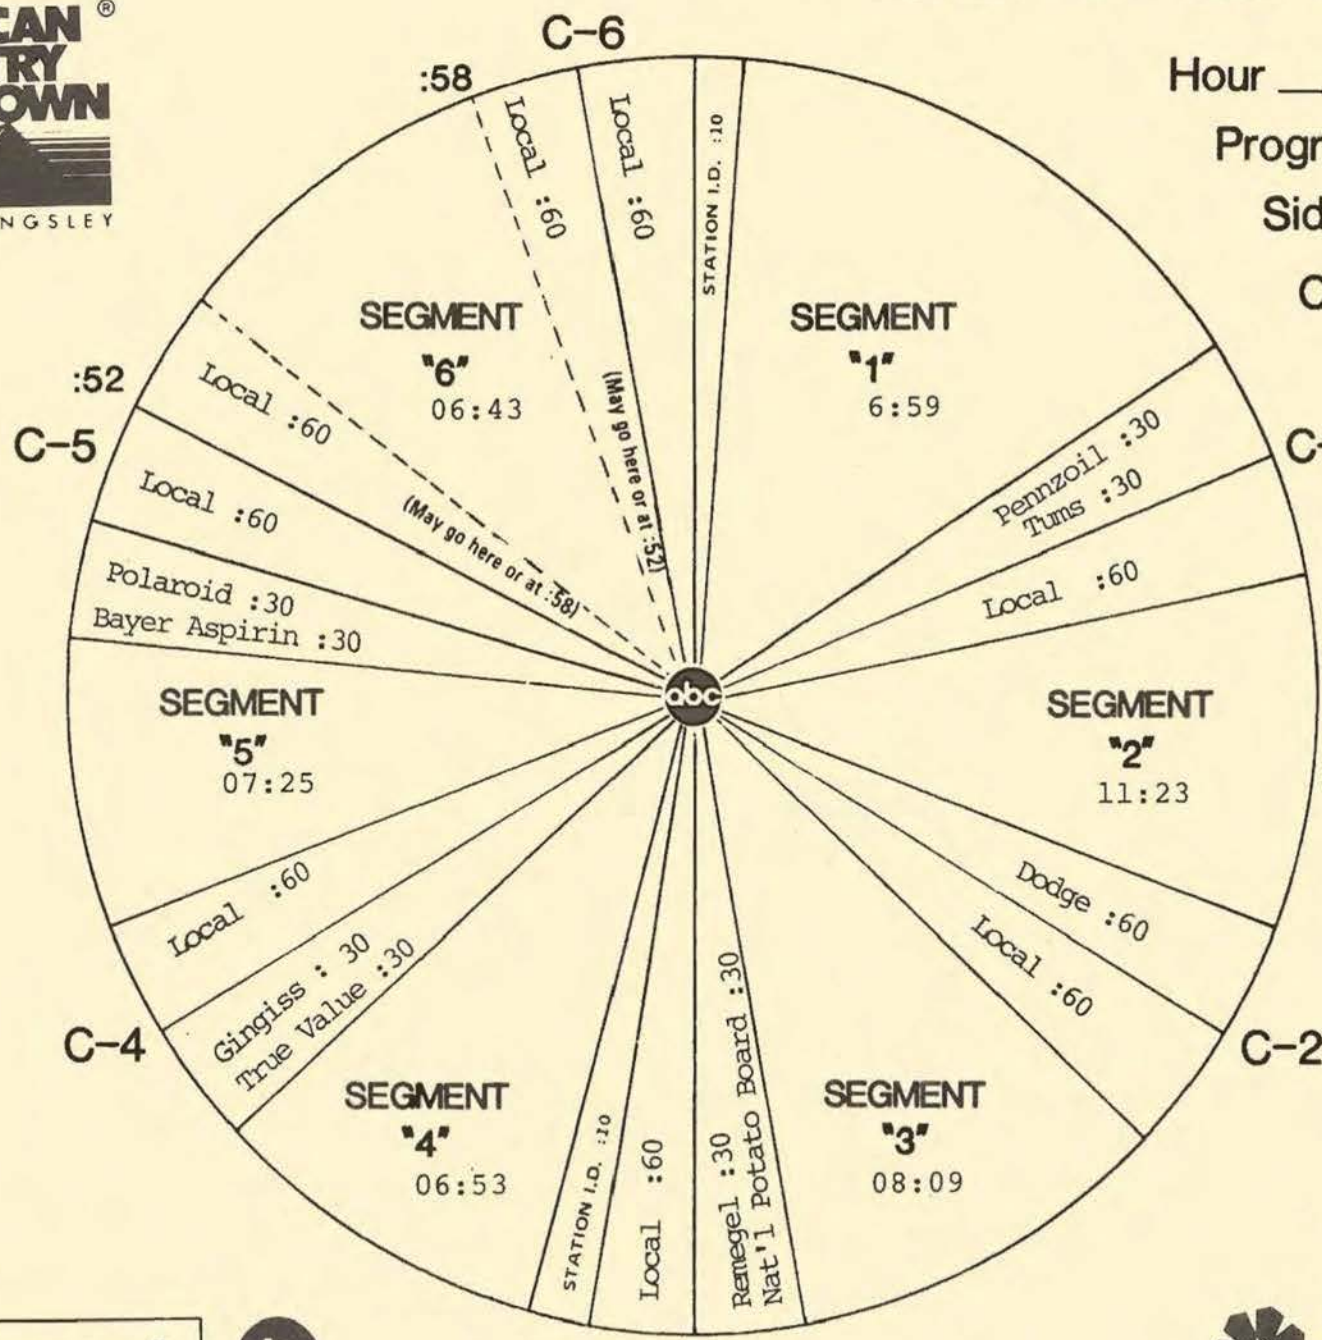 CAN ®
TRY
OWN
NGSLEY
C-6
:58
Hour
Progr
Sid
Local :60
Local :60
STATION I.D. :10
SEGMENT
"6"
06:43
(May go here or at :52)
SEGMENT
"1"
6:59
:52
C-5
Local :60
(May go here or at :58)
Local :60
Polaroid :30
Bayer Aspirin :30
Pennzoil :30
Tums :30
C-
Local :60
abc
SEGMENT
"5"
07:25
SEGMENT
"2"
11:23
Local :60
Gingiss : 30
True Value :30
C-4
Dodge :60
Local :60
C-2
SEGMENT
"4"
06:53
STATION I.D. :10
Local :60
Remegel :30
Nat'l Potato Board :30
SEGMENT
"3"
08:09